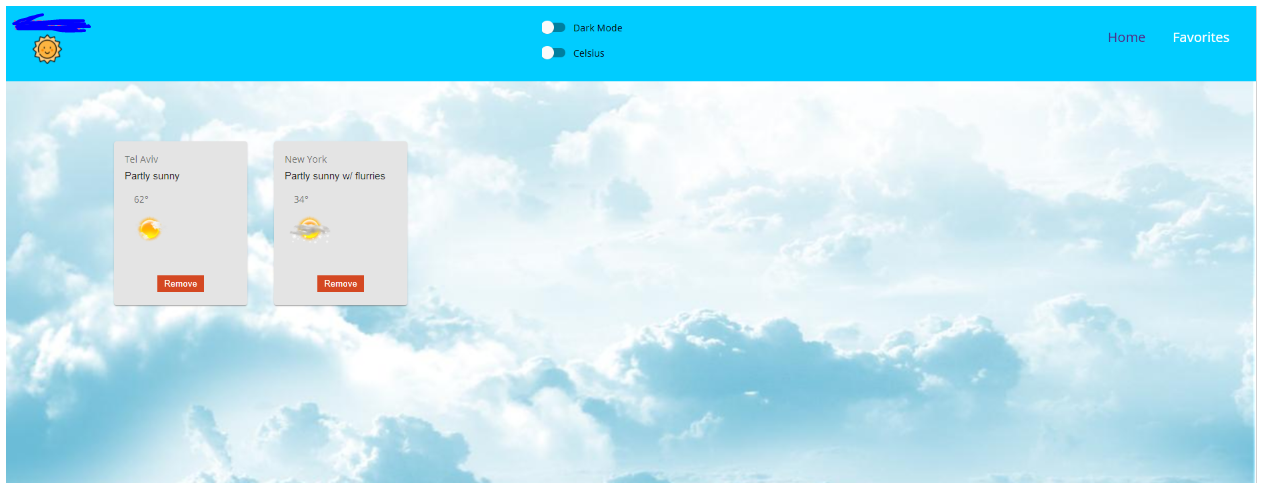 Dark Mode
Celsius
Home
Favorites
Tel Aviv
Partly sunny
62°
Remove
New York
Partly sunny w/ flurries
34°
Remove